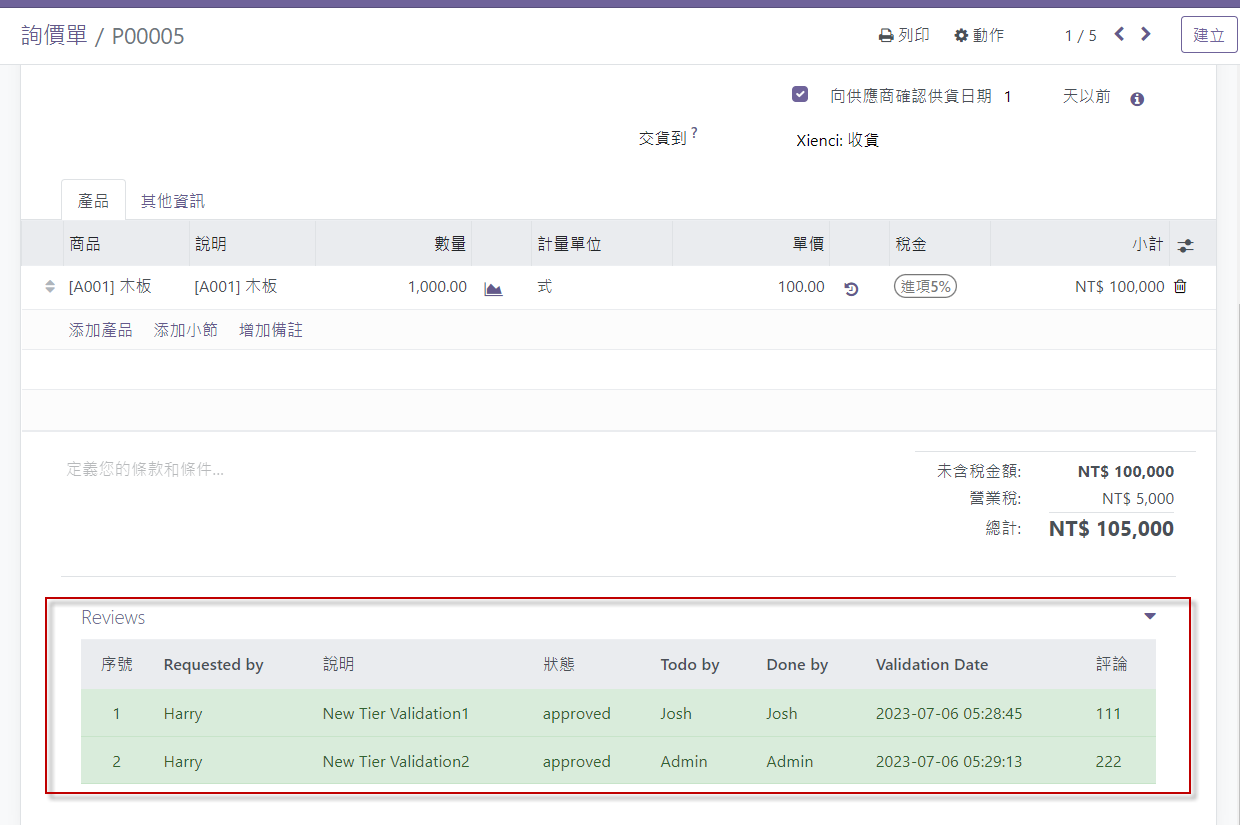 詢價單 / P00005 列印 動作 1 / 5 建立
向供應商確認供貨日期 1 天以前
交貨到 ? Xienci: 收貨
產品 其他資訊
商品 說明 數量 計量單位 單價 稅金 小計
[A001] 木板 [A001] 木板 1,000.00 式 100.00 進項5% NT$ 100,000
添加產品 添加小節 增加備註
定義您的條款和條件...
未含稅金額: NT$ 100,000
營業稅: NT$ 5,000
總計: NT$ 105,000
Reviews
序號 Requested by 說明 狀態 Todo by Done by Validation Date 評論
1 Harry New Tier Validation1 approved Josh Josh 2023-07-06 05:28:45 111
2 Harry New Tier Validation2 approved Admin Admin 2023-07-06 05:29:13 222